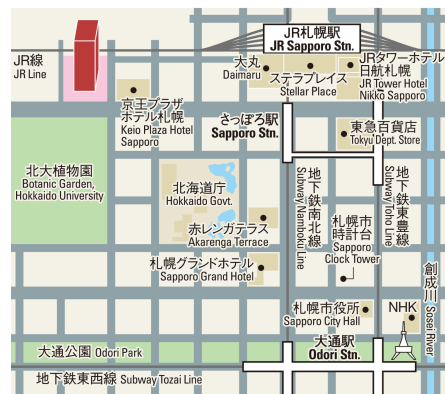 JR札幌駅
JR Sapporo Stn.
JR線
JR Line
大丸
Daimaru
ステラプレイス
Stellar Place
JRタワーホテル
日航札幌
JR Tower Hotel
Nikko Sapporo
京王プラザ
ホテル札幌
Keio Plaza Hotel
Sapporo
さっぽろ駅
Sapporo Stn.
東急百貨店
Tokyu Dept. Store
北大植物園
Botanic Garden,
Hokkaido University
北海道庁
Hokkaido Govt.
地下鉄南北線
Subway Namboku Line
地下鉄東豊線
Subway Toho Line
赤レンガテラス
Akarenga Terrace
札幌市
時計台
Sapporo
Clock Tower
札幌グランドホテル
Sapporo Grand Hotel
創成川
Sosei River
札幌市役所
Sapporo City Hall
NHK
大通駅
Odori Stn.
大通公園 Odori Park
地下鉄東西線 Subway Tozai Line